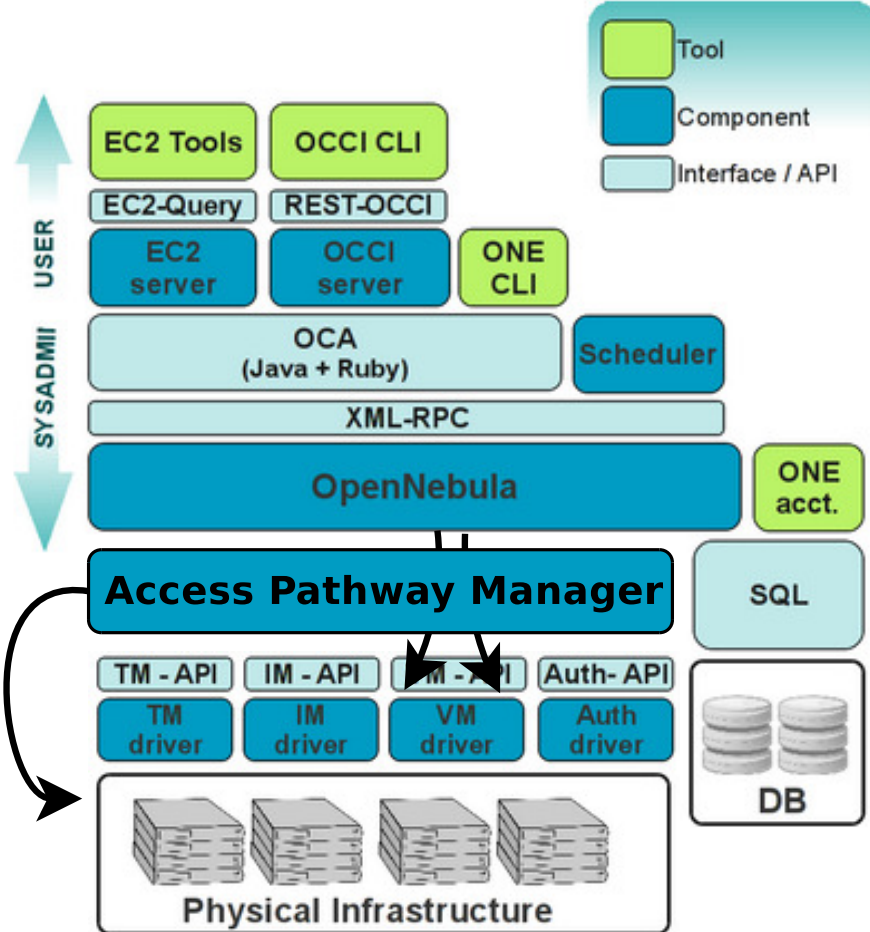 Tool
Component
Interface / API
EC2 Tools
OCCI CLI
EC2-Query
REST-OCCI
EC2
server
OCCI
server
ONE
CLI
USER
SYSADMII
OCA
(Java + Ruby)
Scheduler
XML-RPC
OpenNebula
ONE
acct.
Access Pathway Manager
SQL
TM - API
IM - API
M - API
Auth- API
TM
driver
IM
driver
VM
driver
Auth
driver
DB
Physical Infrastructure